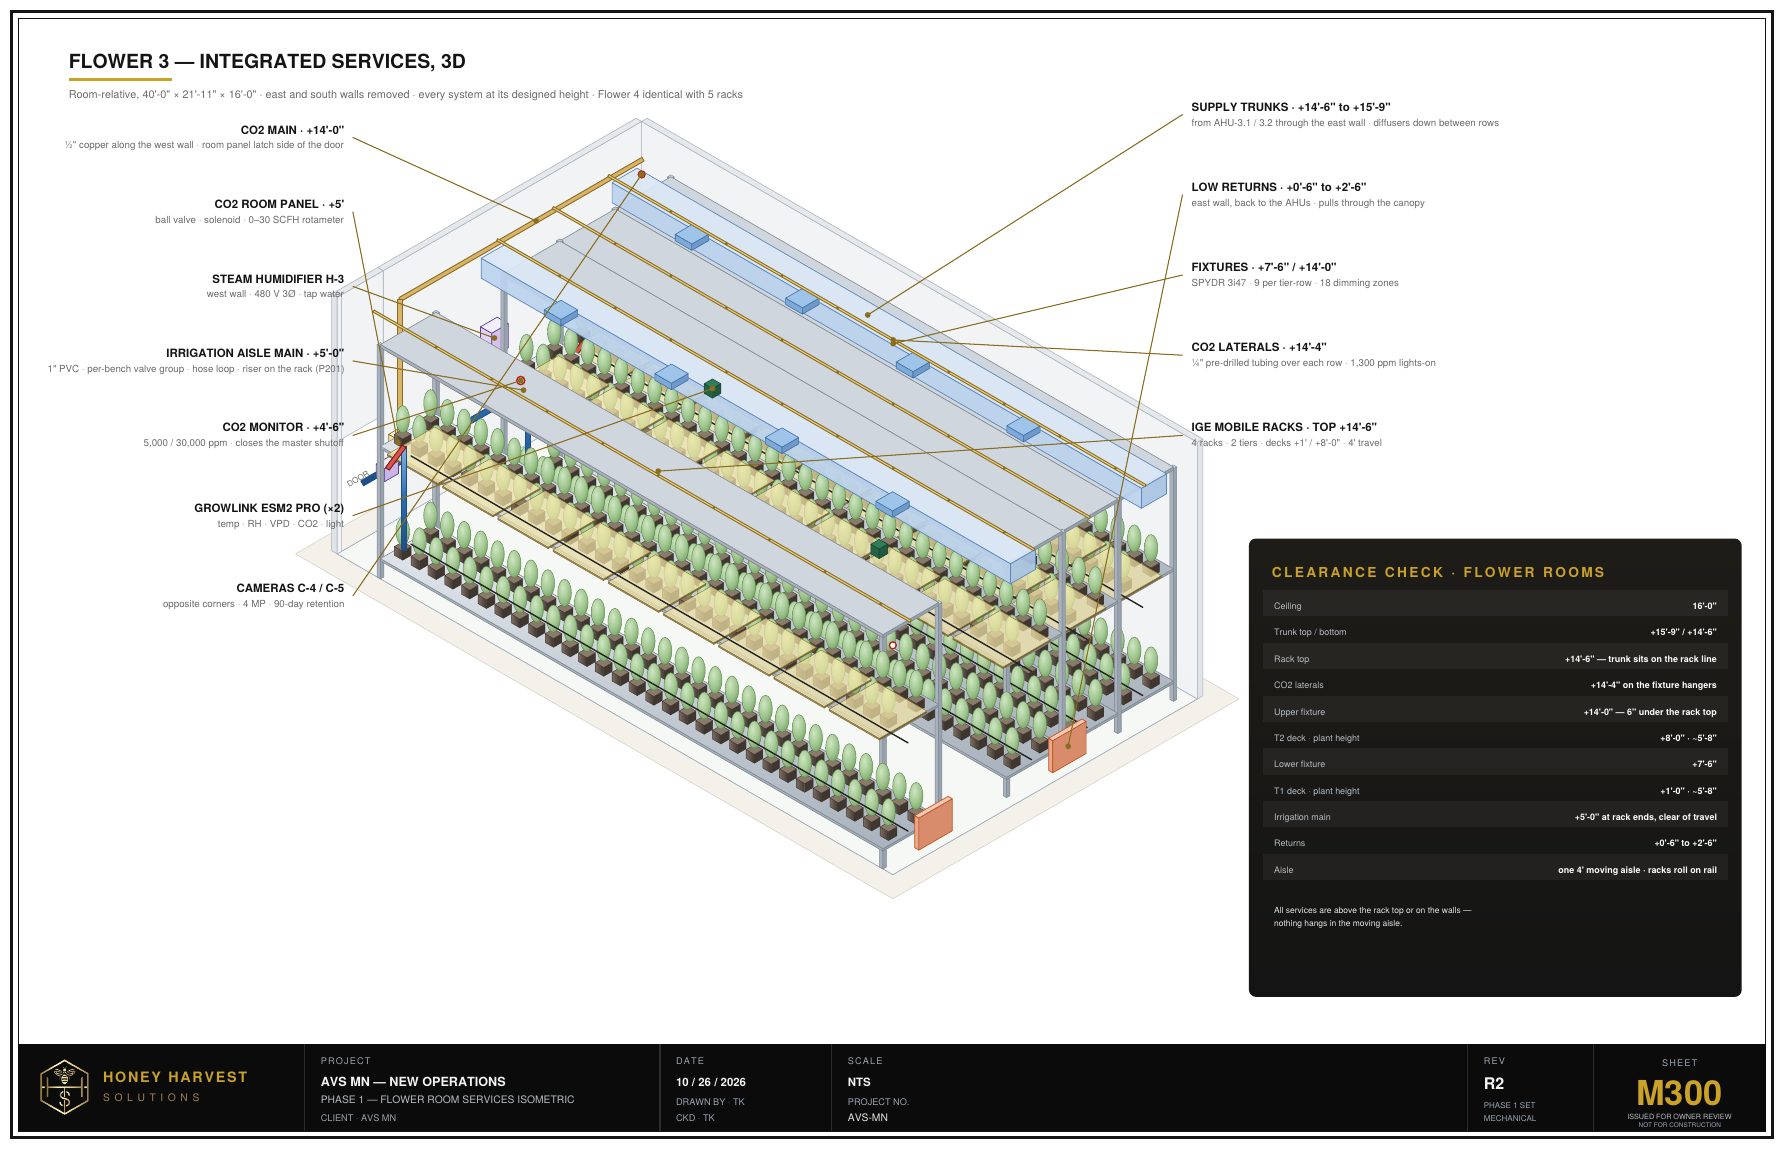 FLOWER 3 — INTEGRATED SERVICES, 3D
Room-relative, 40'-0" × 21'-11" × 16'-0" · east and south walls removed · every system at its designed height · Flower 4 identical with 5 racks
CO2 MAIN · +14'-0"
½" copper along the west wall · room panel latch side of the door
CO2 ROOM PANEL · +5'
ball valve · solenoid · 0–30 SCFH rotameter
STEAM HUMIDIFIER H-3
west wall · 480 V 3Ø · tap water
IRRIGATION AISLE MAIN · +5'-0"
1" PVC · per-bench valve group · hose loop · riser on the rack (P201)
CO2 MONITOR · +4'-6"
5,000 / 30,000 ppm · closes the master shutoff
GROWLINK ESM2 PRO (×2)
temp · RH · VPD · CO2 · light
CAMERAS C-4 / C-5
opposite corners · 4 MP · 90-day retention
DOOR
SUPPLY TRUNKS · +14'-6" to +15'-9"
from AHU-3.1 / 3.2 through the east wall · diffusers down between rows
LOW RETURNS · +0'-6" to +2'-6"
east wall, back to the AHUs · pulls through the canopy
FIXTURES · +7'-6" / +14'-0"
SPYDR 3i47 · 9 per tier-row · 18 dimming zones
CO2 LATERALS · +14'-4"
¼" pre-drilled tubing over each row · 1,300 ppm lights-on
IGE MOBILE RACKS · TOP +14'-6"
4 racks · 2 tiers · decks +1' / +8'-0" · 4' travel
CLEARANCE CHECK · FLOWER ROOMS
Ceiling 16'-0"
Trunk top / bottom +15'-9" / +14'-6"
Rack top +14'-6" — trunk sits on the rack line
CO2 laterals +14'-4" on the fixture hangers
Upper fixture +14'-0" — 6" under the rack top
T2 deck · plant height +8'-0" · ~5'-8"
Lower fixture +7'-6"
T1 deck · plant height +1'-0" · ~5'-8"
Irrigation main +5'-0" at rack ends, clear of travel
Returns +0'-6" to +2'-6"
Aisle one 4' moving aisle · racks roll on rail
All services are above the rack top or on the walls —
nothing hangs in the moving aisle.
HONEY HARVEST
SOLUTIONS
PROJECT
AVS MN — NEW OPERATIONS
PHASE 1 — FLOWER ROOM SERVICES ISOMETRIC
CLIENT · AVS MN
DATE
10 / 26 / 2026
DRAWN BY · TK
CKD · TK
SCALE
NTS
PROJECT NO.
AVS-MN
REV
R2
PHASE 1 SET
MECHANICAL
SHEET
M300
ISSUED FOR OWNER REVIEW
NOT FOR CONSTRUCTION